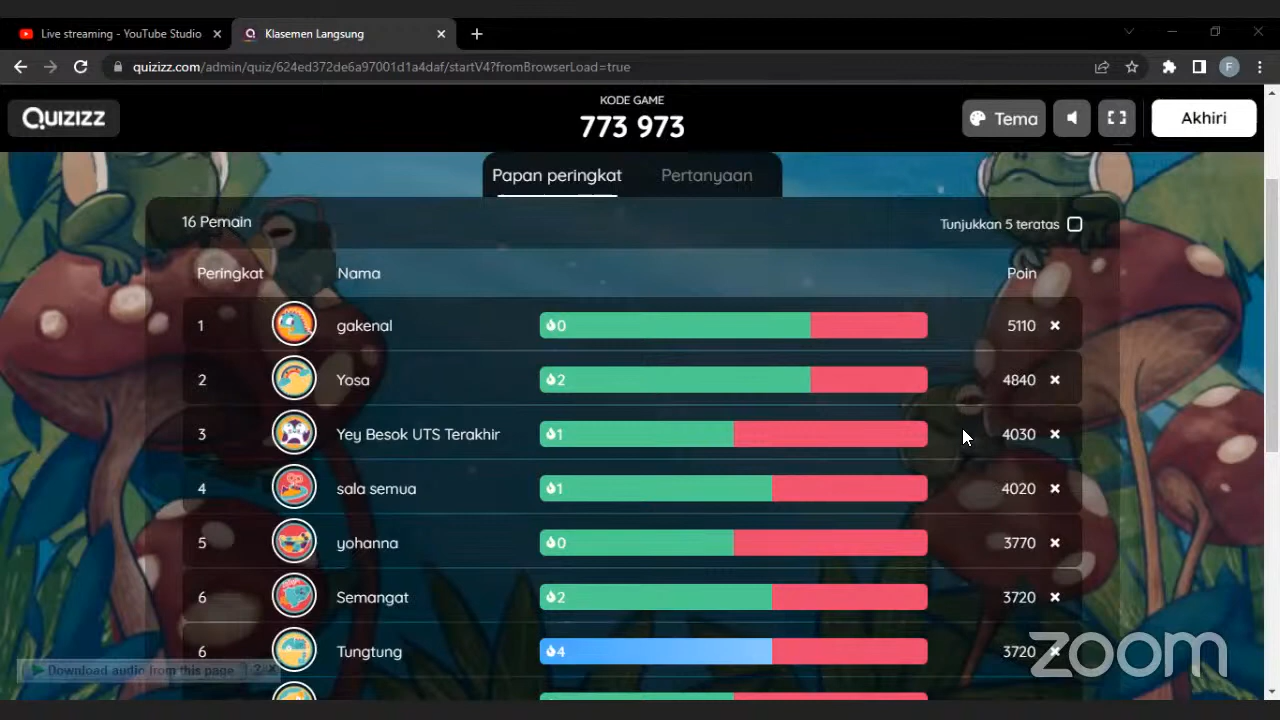 Live streaming - YouTube Studio
Klasemen Langsung
quizizz.com/admin/quiz/624ed372de6a97001d1a4daf/startV4?fromBrowserLoad=true
F
QUIZIZZ
KODE GAME
773 973
Tema
Akhiri
Papan peringkat
Pertanyaan
16 Pemain
Tunjukkan 5 teratas
Peringkat
Nama
Poin
1 gakenal 0 5110
2 Yosa 2 4840
3 Yey Besok UTS Terakhir 1 4030
4 sala semua 1 4020
5 yohanna 0 3770
6 Semangat 2 3720
6 Tungtung 4 3720
Download audio from this page ?
zoom